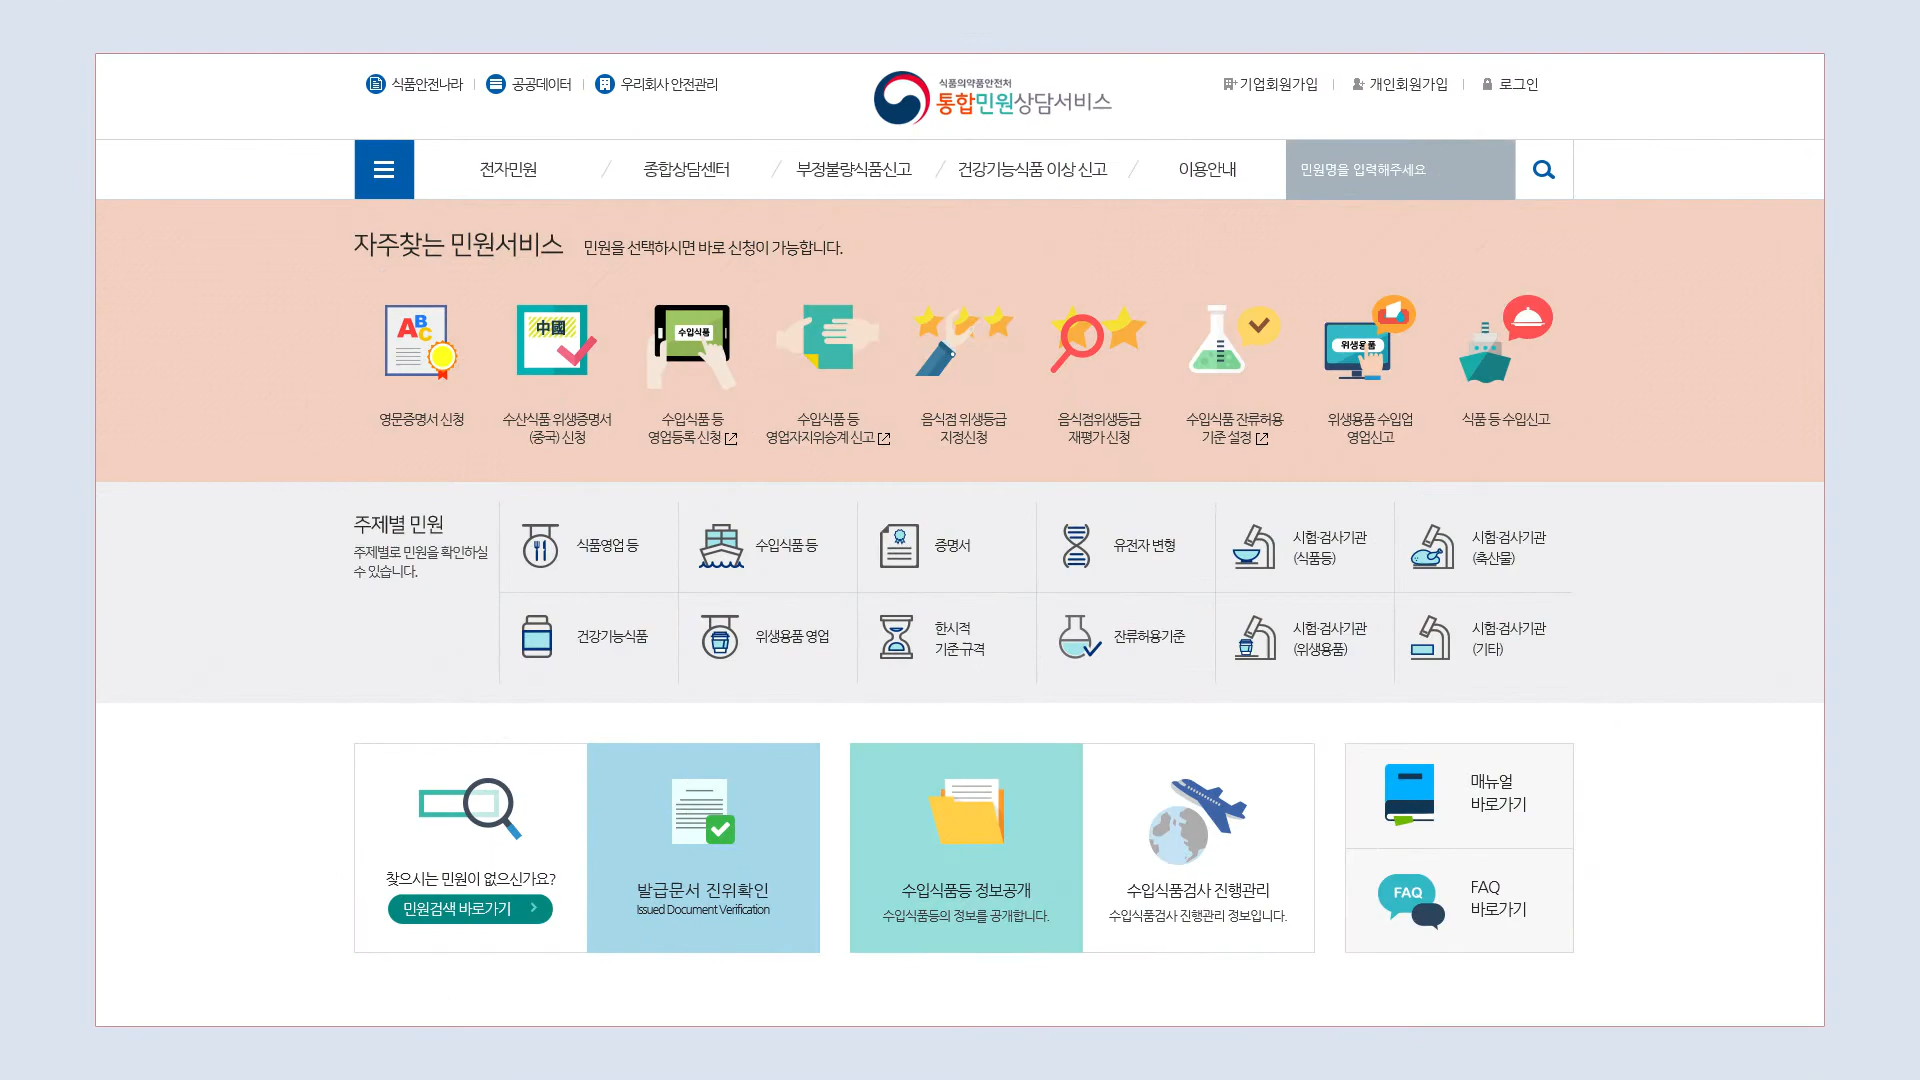 식품안전나라
공공데이터
우리회사 안전관리
식품의약품안전처
통합민원상담서비스
기업회원가입
개인회원가입
로그인
전자민원
종합상담센터
부정불량식품신고
건강기능식품 이상 신고
이용안내
민원명을 입력해주세요
자주찾는 민원서비스
민원을 선택하시면 바로 신청이 가능합니다.
ABC
中國
수입식품
위생용품
영문증명서 신청
수산식품 위생증명서
(중국) 신청
수입식품 등
영업등록 신청
수입식품 등
영업자지위승계 신고
음식점 위생등급
지정신청
음식점위생등급
재평가 신청
수입식품 잔류허용
기준 설정
위생용품 수입업
영업신고
식품 등 수입신고
주제별 민원
주제별로 민원을 확인하실
수 있습니다.
식품영업 등
수입식품 등
증명서
유전자 변형
시험·검사기관
(식품등)
시험·검사기관
(축산물)
건강기능식품
위생용품 영업
한시적
기준·규격
잔류허용기준
시험·검사기관
(위생용품)
시험·검사기관
(기타)
찾으시는 민원이 없으신가요?
민원검색 바로가기
발급문서 진위확인
Issued Document Verification
수입식품등 정보공개
수입식품등의 정보를 공개합니다.
수입식품검사 진행관리
수입식품검사 진행관리 정보입니다.
매뉴얼
바로가기
FAQ
FAQ
바로가기